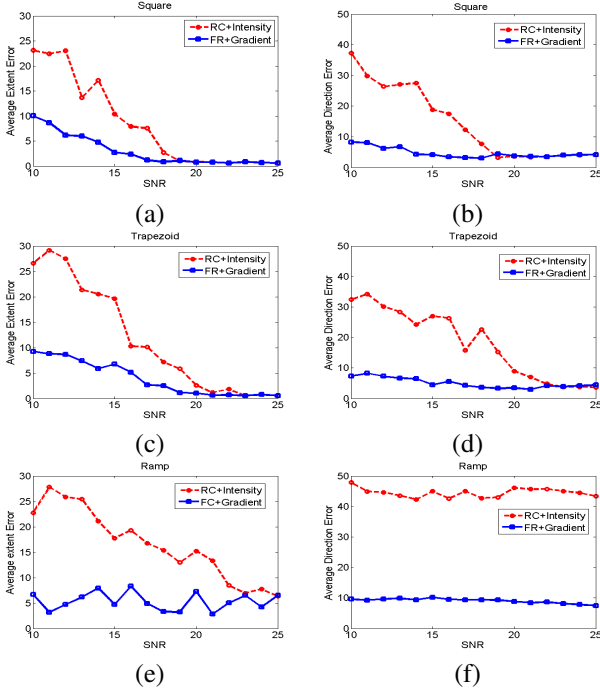 Square
Average Extent Error
30
25
20
15
10
5
0
RC+Intensity
FR+Gradient
10 15 20 25
SNR
(a)
Square
Average Direction Error
50
40
30
20
10
0
RC+Intensity
FR+Gradient
10 15 20 25
SNR
(b)
Trapezoid
Average Extent Error
30
25
20
15
10
5
0
RC+Intensity
FR+Gradient
10 15 20 25
SNR
(c)
Trapezoid
Average Direction Error
50
40
30
20
10
0
RC+Intensity
FR+Gradient
10 15 20 25
SNR
(d)
Ramp
Average extent Error
30
25
20
15
10
5
0
RC+Intensity
FC+Gradient
10 15 20 25
SNR
(e)
Ramp
Average Direction Error
50
40
30
20
10
0
RC+Intensity
FR+Gradient
10 15 20 25
SNR
(f)